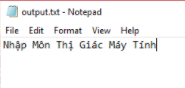 output.txt - Notepad
File Edit Format View Help
Nhập Môn Thị Giác Máy Tính